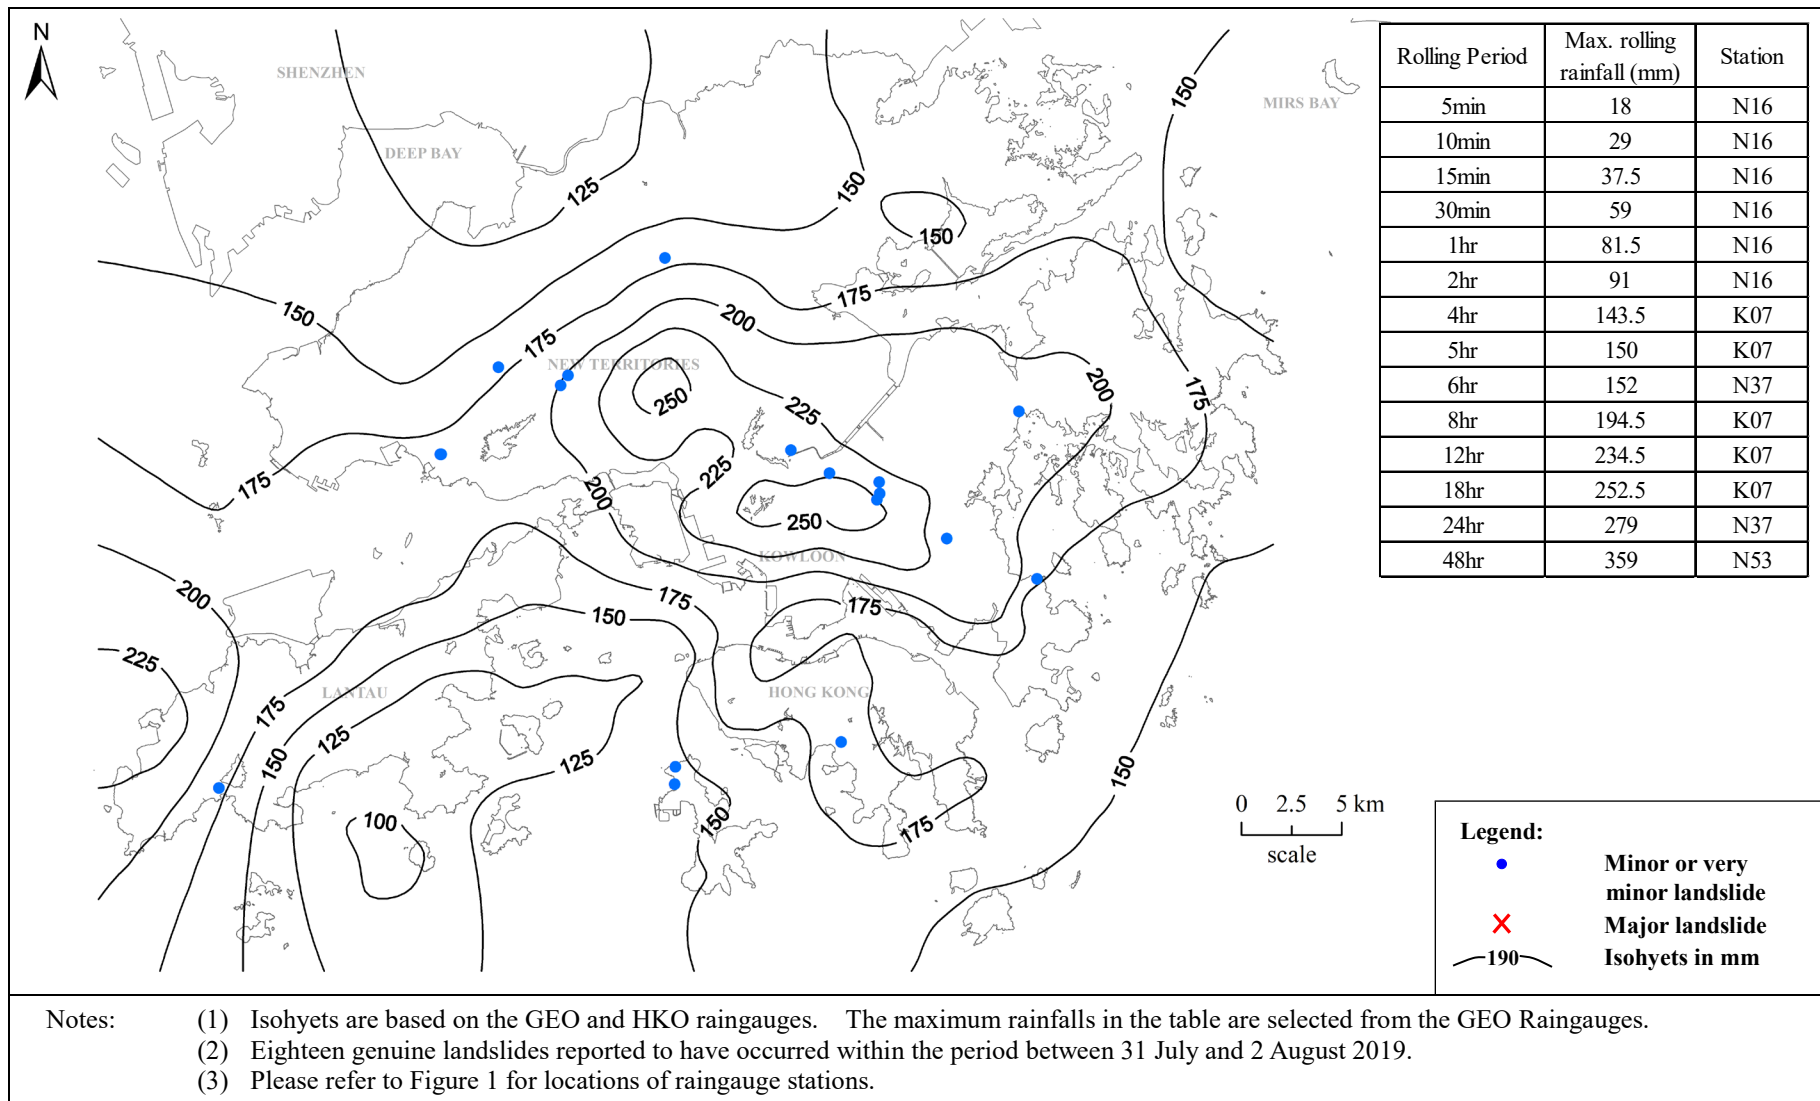 N
SHENZHEN
MIRS BAY
DEEP BAY
150
125
150
150
150
175
200
175
NEW TERRITORIES
250
225
200
175
225
175
200
250
KOWLOON
200
175
175
150
225
LANTAU
HONG KONG
175
125
150
125
150
100
150
175
0 2.5 5 km
scale
Rolling Period Max. rolling rainfall (mm) Station
5min 18 N16
10min 29 N16
15min 37.5 N16
30min 59 N16
1hr 81.5 N16
2hr 91 N16
4hr 143.5 K07
5hr 150 K07
6hr 152 N37
8hr 194.5 K07
12hr 234.5 K07
18hr 252.5 K07
24hr 279 N37
48hr 359 N53
Legend:
Minor or very
minor landslide
Major landslide
190 Isohyets in mm
Notes: (1) Isohyets are based on the GEO and HKO raingauges. The maximum rainfalls in the table are selected from the GEO Raingauges.
(2) Eighteen genuine landslides reported to have occurred within the period between 31 July and 2 August 2019.
(3) Please refer to Figure 1 for locations of raingauge stations.